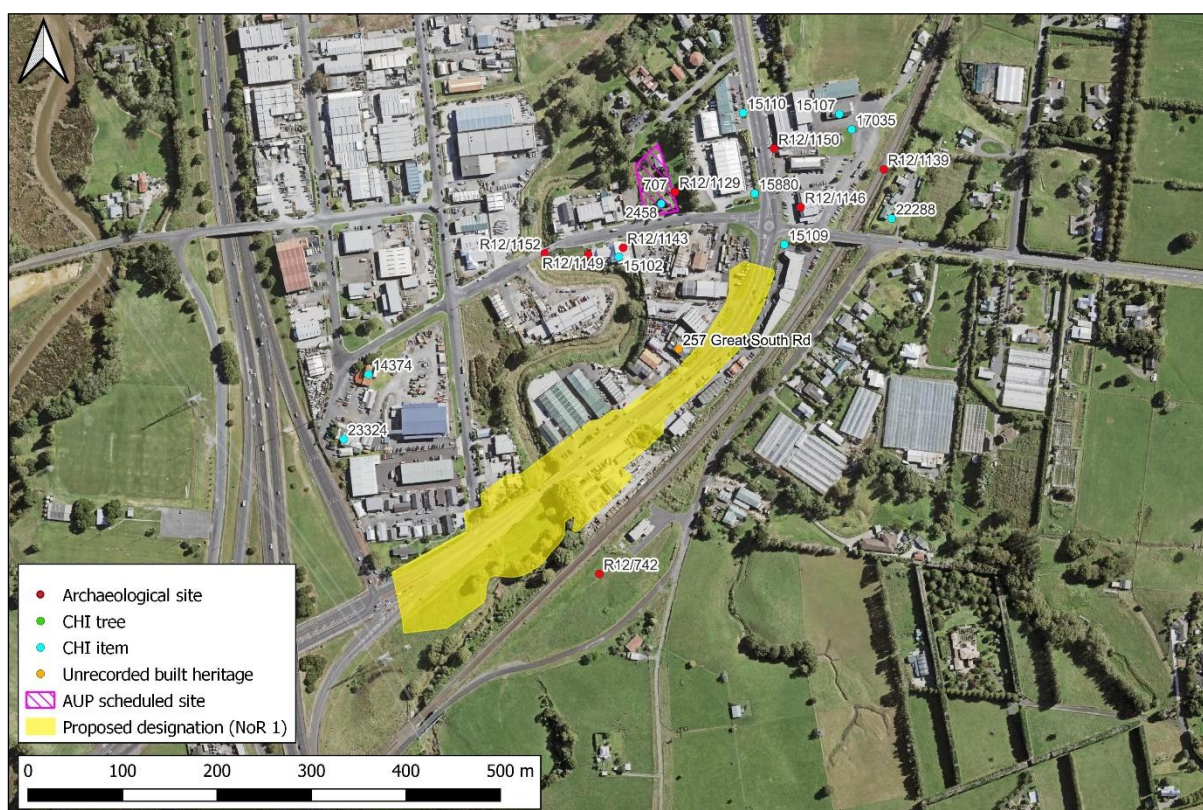 15110
15107
17035
R12/1150
R12/1139
707
R12/1129
15880
R12/1146
2458
22288
R12/1152
R12/1143
15109
R12/1149
15102
257 Great South Rd
14374
23324
R12/742
Archaeological site
CHI tree
CHI item
Unrecorded built heritage
AUP scheduled site
Proposed designation (NoR 1)
0 100 200 300 400 500 m